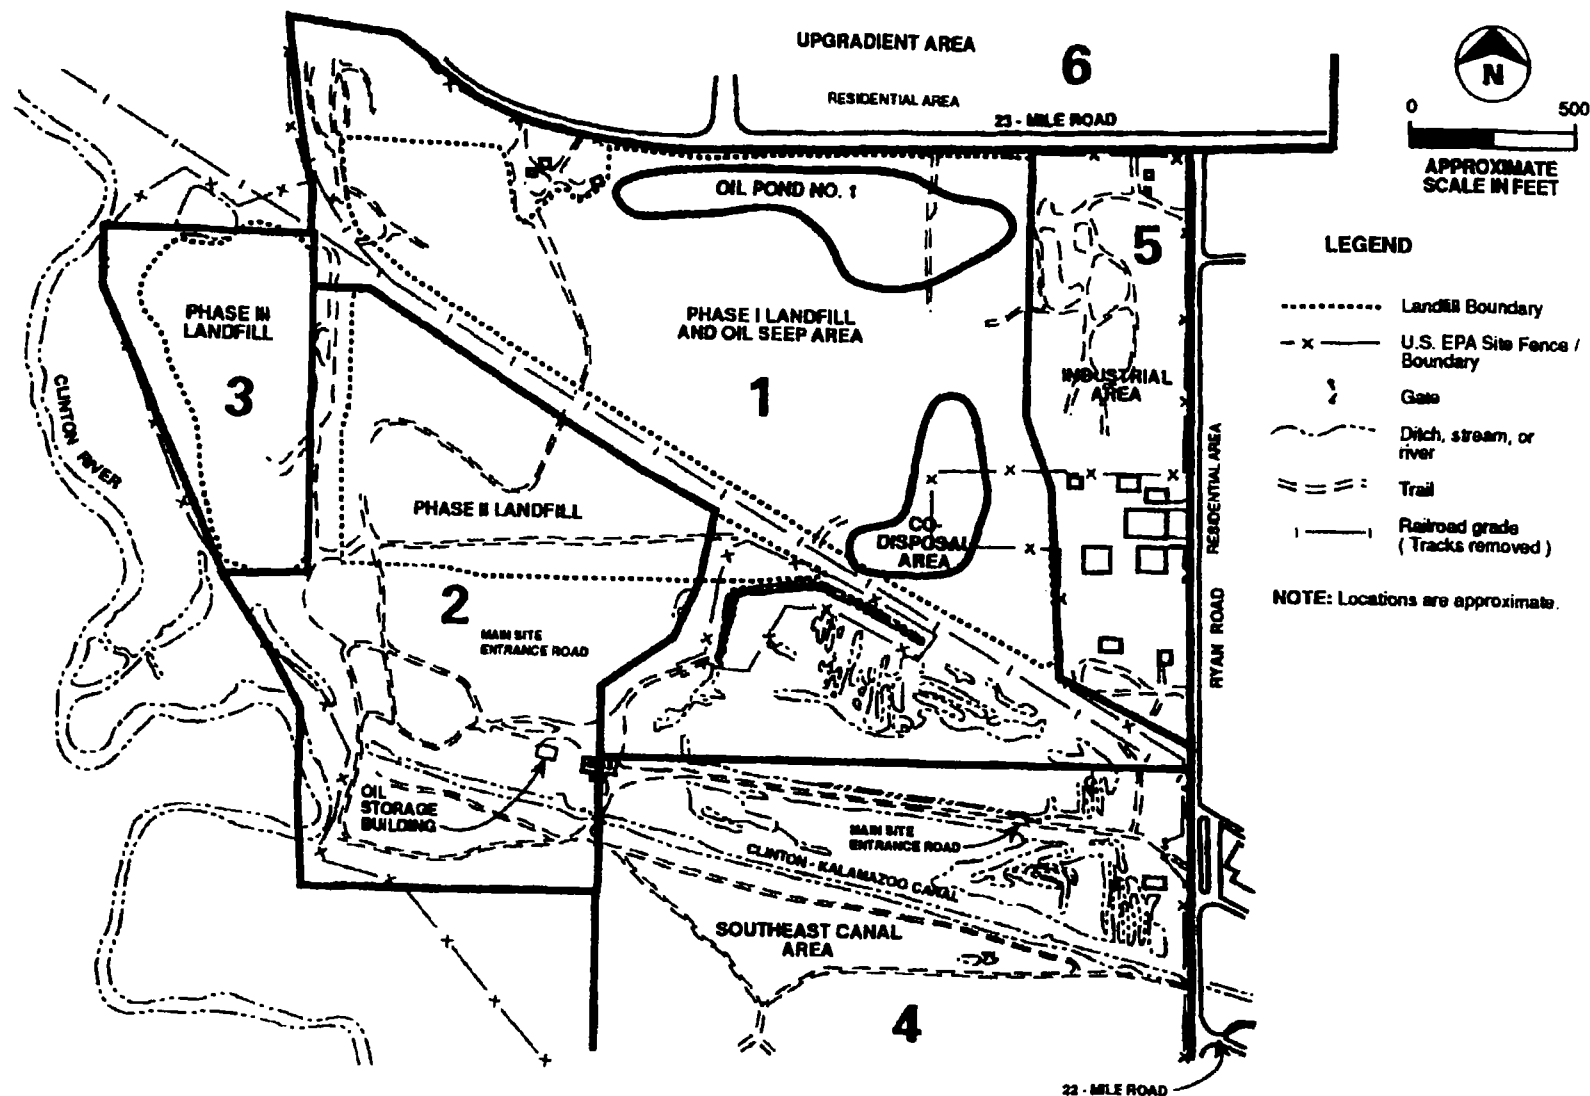 UPGRADIENT AREA
6
RESIDENTIAL AREA
23 - MILE ROAD
N
0
500
APPROXIMATE
SCALE IN FEET
OIL POND NO. 1
5
LEGEND
PHASE III
LANDFILL
3
PHASE I LANDFILL
AND OIL SEEP AREA
1
INDUSTRIAL
AREA
Landfill Boundary
U.S. EPA Site Fence /
Boundary
Gate
Ditch, stream, or
river
Trail
Railroad grade
( Tracks removed )
NOTE: Locations are approximate.
CLINTON RIVER
PHASE II LANDFILL
CO-
DISPOSAL
AREA
RESIDENTIAL AREA
RYAN ROAD
2
MAIN SITE
ENTRANCE ROAD
OIL
STORAGE
BUILDING
MAIN SITE
ENTRANCE ROAD
CLINTON - KALAMAZOO CANAL
SOUTHEAST CANAL
AREA
4
22 - MILE ROAD